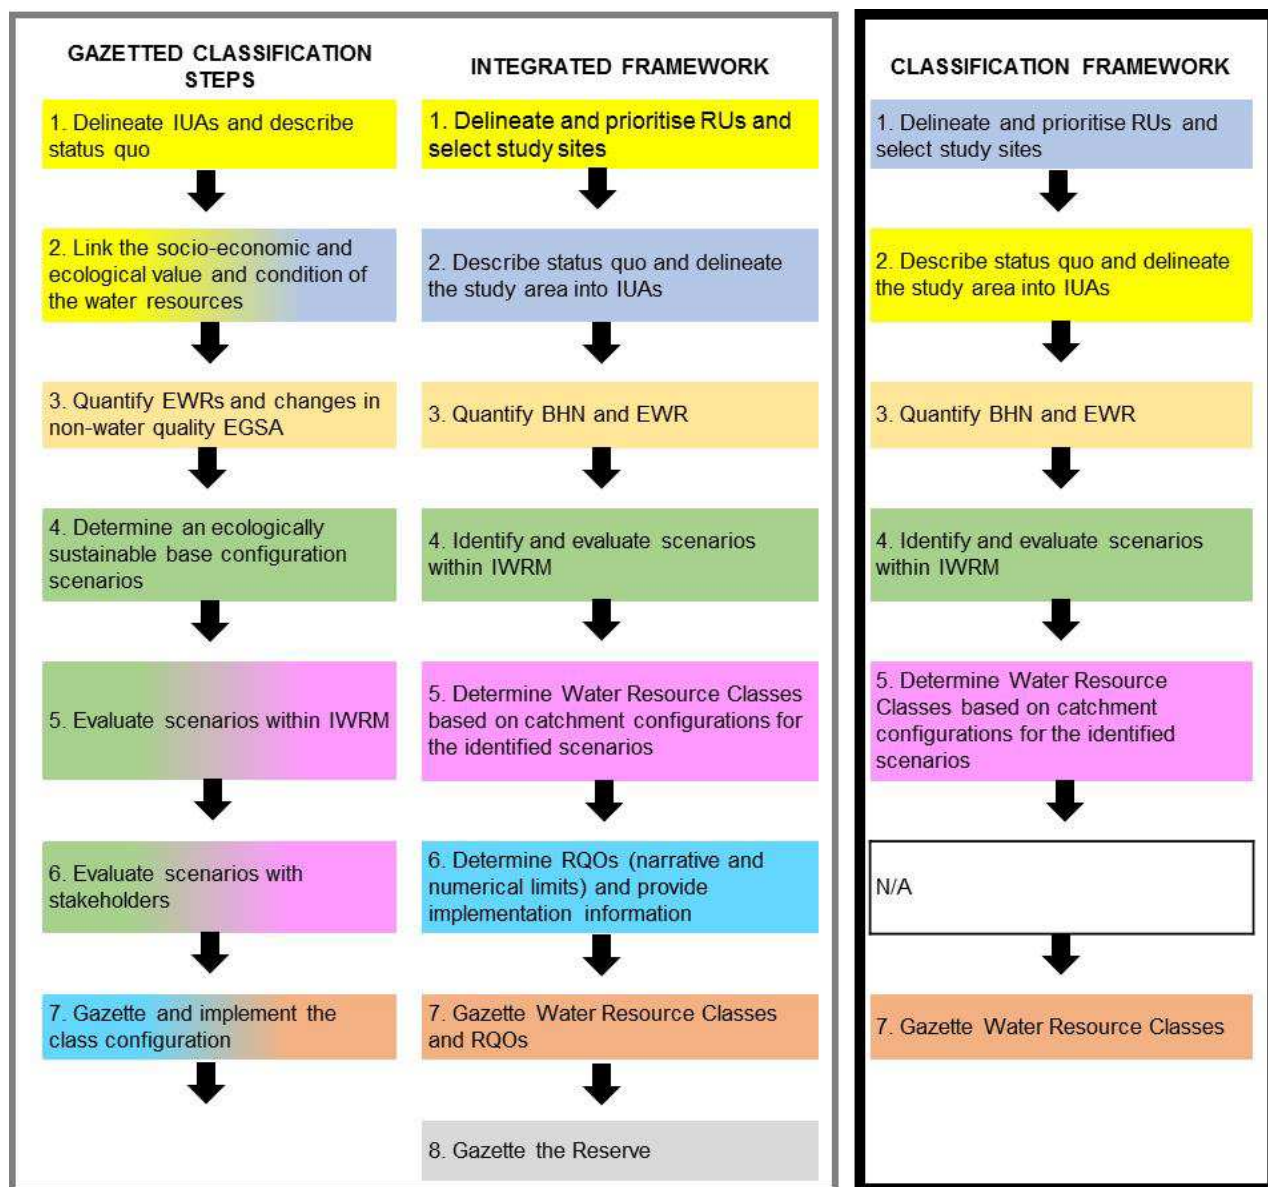 GAZETTED CLASSIFICATION
STEPS
1. Delineate IUAs and describe
status quo
2. Link the socio-economic and
ecological value and condition of
the water resources
3. Quantify EWRs and changes in
non-water quality EGSA
4. Determine an ecologically
sustainable base configuration
scenarios
5. Evaluate scenarios within IWRM
6. Evaluate scenarios with
stakeholders
7. Gazette and implement the
class configuration
INTEGRATED FRAMEWORK
1. Delineate and prioritise RUs and
select study sites
2. Describe status quo and delineate
the study area into IUAs
3. Quantify BHN and EWR
4. Identify and evaluate scenarios
within IWRM
5. Determine Water Resource Classes
based on catchment configurations for
the identified scenarios
6. Determine RQOs (narrative and
numerical limits) and provide
implementation information
7. Gazette Water Resource Classes
and RQOs
8. Gazette the Reserve
CLASSIFICATION FRAMEWORK
1. Delineate and prioritise RUs and
select study sites
2. Describe status quo and delineate
the study area into IUAs
3. Quantify BHN and EWR
4. Identify and evaluate scenarios
within IWRM
5. Determine Water Resource
Classes based on catchment
configurations for the identified
scenarios
N/A
7. Gazette Water Resource Classes